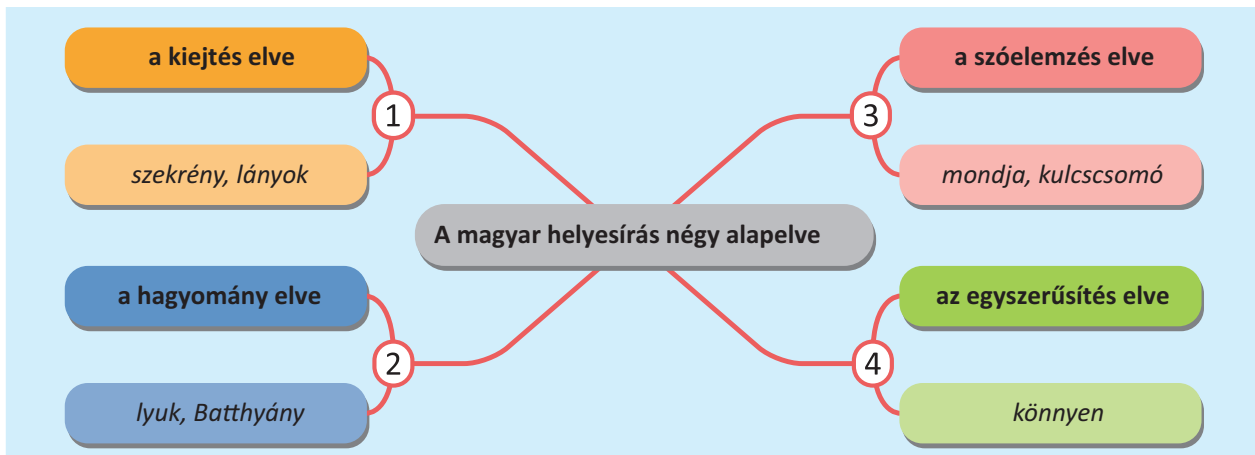 a kiejtés elve
1
szekrény, lányok
a szóelemzés elve
3
mondja, kulcscsomó
A magyar helyesírás négy alapelve
a hagyomány elve
2
lyuk, Batthyány
az egyszerűsítés elve
4
könnyen